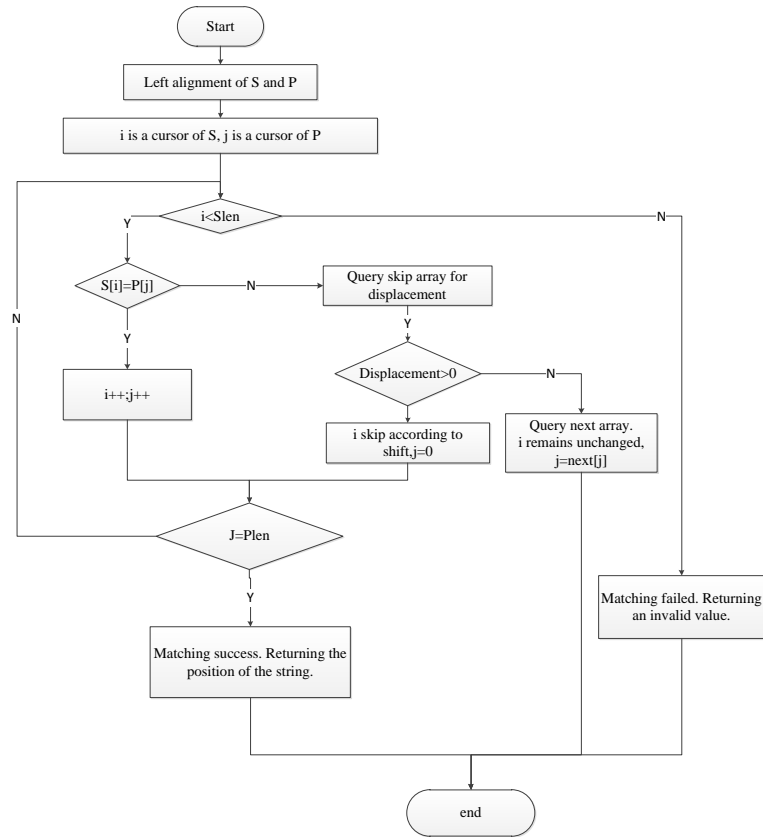 Start
Left alignment of S and P
i is a cursor of S, j is a cursor of P
i<Slen
Y
N
S[i]=P[j]
N
Query skip array for
displacement
N
Y
Y
Displacement>0
N
i++;j++
i skip according to
shift,j=0
Query next array.
i remains unchanged,
j=next[j]
J=Plen
Y
Matching failed. Returning
an invalid value.
Matching success. Returning the
position of the string.
end